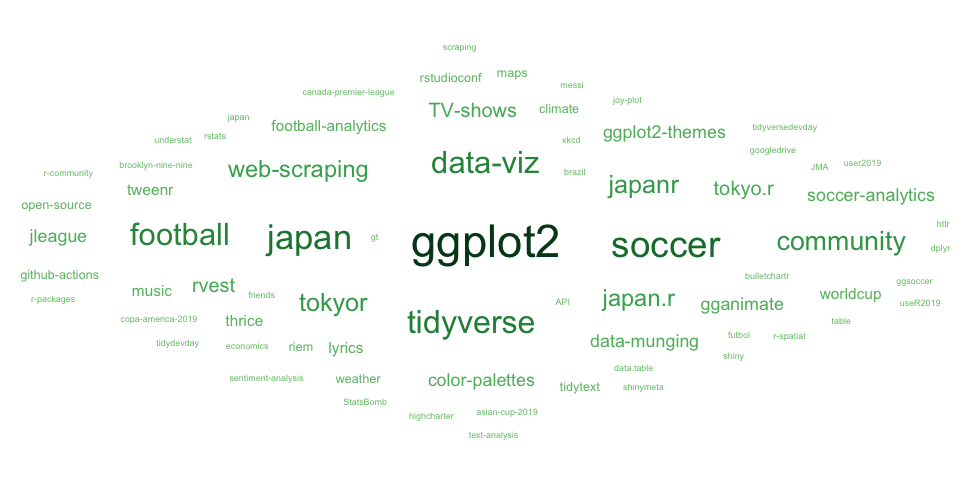 scraping
rstudioconf maps
canada-premier-league messi
TV-shows climate joy-plot
japan football-analytics
understat rstats xkcd ggplot2-themes tidyversedevday
googledrive
brooklyn-nine-nine web-scraping data-viz JMA user2019
r-community brazil
tweenr japanr tokyo.r soccer-analytics
open-source
jleague football japan gt ggplot2 soccer community httr
dplyr
github-actions bulletchartr
music rvest friends ggsoccer
r-packages tokyor API japan.r gganimate worldcup useR2019
copa-america-2019 thrice tidyverse table
tidydevday economics riem lyrics data-munging futbol r-spatial
shiny
data.table
sentiment-analysis weather color-palettes tidytext shinymeta
StatsBomb
highcharter asian-cup-2019
text-analysis